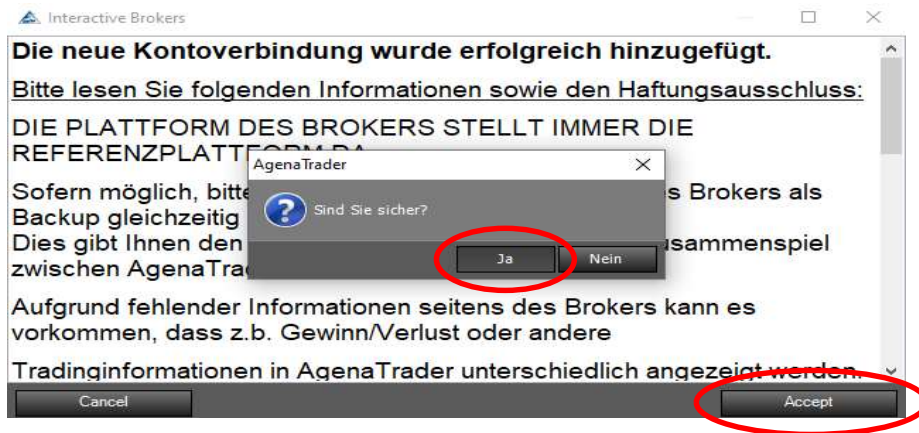 Interactive Brokers
Die neue Kontoverbindung wurde erfolgreich hinzugefügt.
Bitte lesen Sie folgenden Informationen sowie den Haftungsausschluss:
DIE PLATTFORM DES BROKERS STELLT IMMER DIE
AgenaTrader
Sofern möglich, s Brokers als
Sind Sie sicher?
Backup gleichzeitig
Dies gibt Ihnen den
Ja Nein
zwischen
Aufgrund fehlender Informationen seitens des Brokers kann es
vorkommen, dass z.b. Gewinn/Verlust oder andere
Tradinginformationen in AgenaTrader unterschiedlich angezeigt werden.
Cancel Accept